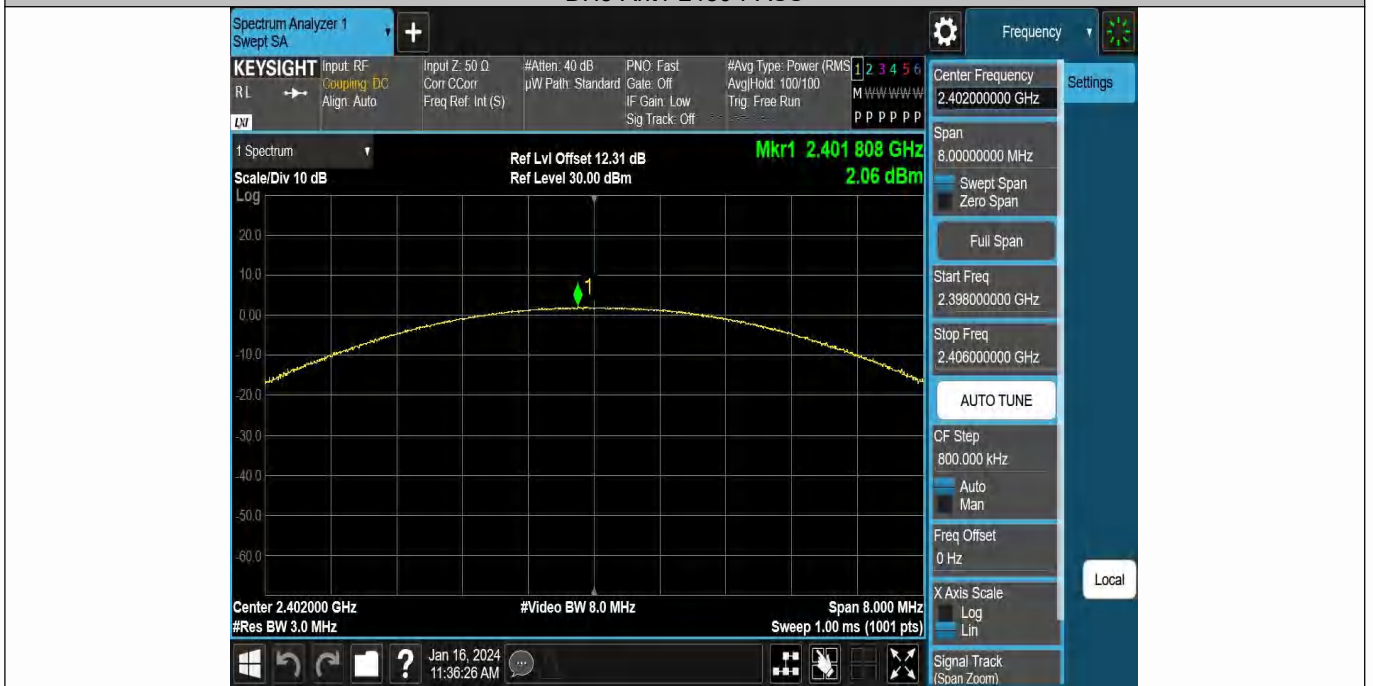 Spectrum Analyzer 1
Swept SA
+
Frequency
KEYSIGHT
RL
LXI
Input: RF
Coupling: DC
Align: Auto
Input Z: 50 Ω
Corr CCorr
Freq Ref: Int (S)
#Atten: 40 dB
µW Path: Standard
PNO: Fast
Gate: Off
IF Gain: Low
Sig Track: Off
#Avg Type: Power (RMS
Avg|Hold: 100/100
Trig: Free Run
1 2 3 4 5 6
M W W W W W
P P P P P P
1 Spectrum
Scale/Div 10 dB
Log
Ref Lvl Offset 12.31 dB
Ref Level 30.00 dBm
Mkr1 2.401 808 GHz
2.06 dBm
20.0
10.0
0.00
-10.0
-20.0
-30.0
-40.0
-50.0
-60.0
1
Center 2.402000 GHz
#Res BW 3.0 MHz
#Video BW 8.0 MHz
Span 8.000 MHz
Sweep 1.00 ms (1001 pts)
Jan 16, 2024
11:36:26 AM
?
Center Frequency
2.402000000 GHz
Settings
Span
8.00000000 MHz
Swept Span
Zero Span
Full Span
Start Freq
2.398000000 GHz
Stop Freq
2.406000000 GHz
AUTO TUNE
CF Step
800.000 kHz
Auto
Man
Freq Offset
0 Hz
X Axis Scale
Log
Lin
Local
Signal Track
(Span Zoom)